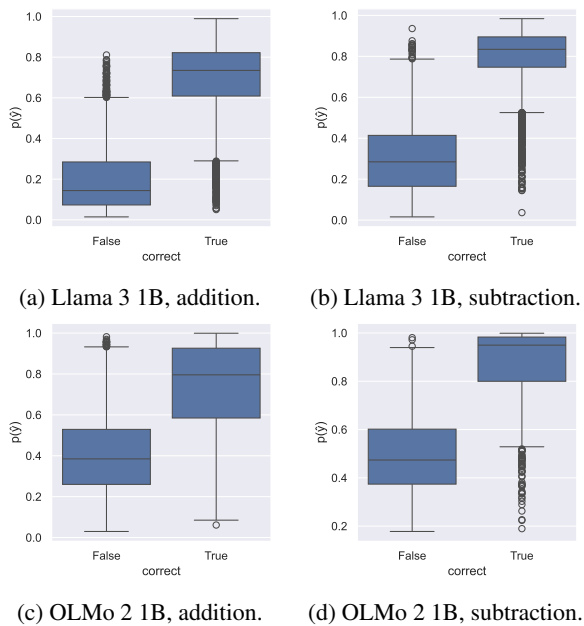 1.0
0.8
0.6
0.4
0.2
0.0
p(ŷ)
False
True
correct
(a) Llama 3 1B, addition.
1.0
0.8
0.6
0.4
0.2
0.0
p(ŷ)
False
True
correct
(b) Llama 3 1B, subtraction.
1.0
0.8
0.6
0.4
0.2
0.0
p(ŷ)
False
True
correct
(c) OLMo 2 1B, addition.
1.0
0.8
0.6
0.4
0.2
p(ŷ)
False
True
correct
(d) OLMo 2 1B, subtraction.